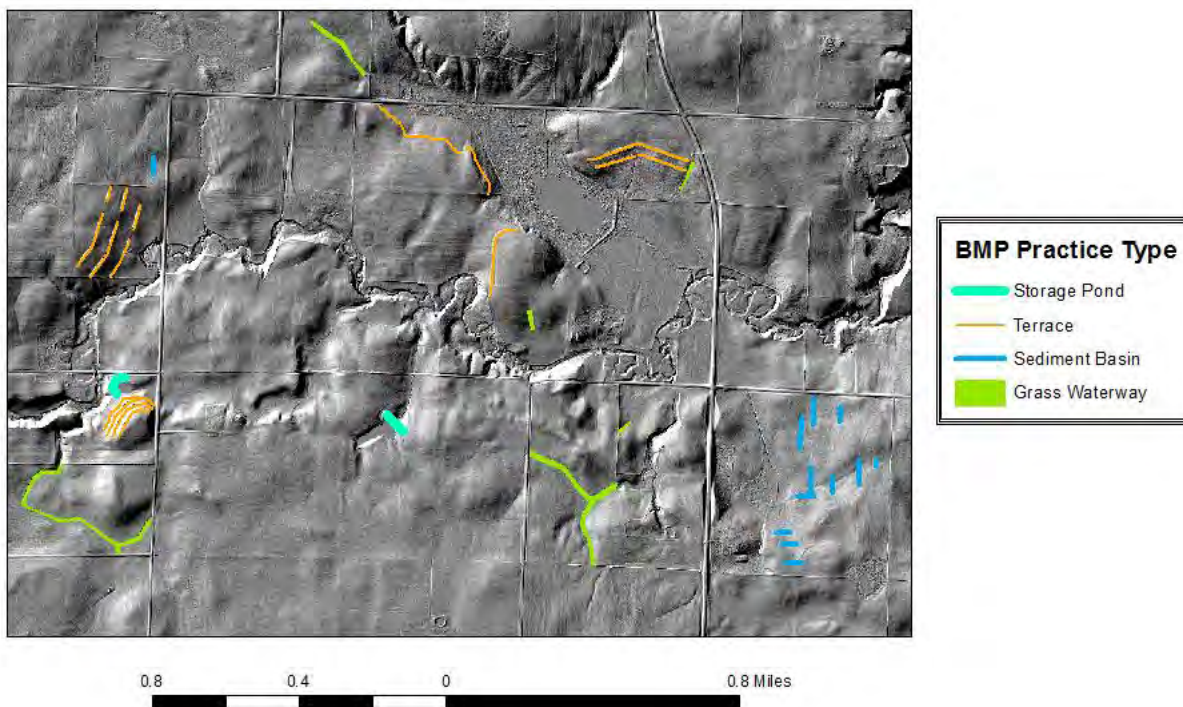 BMP Practice Type
Storage Pond
Terrace
Sediment Basin
Grass Waterway
0.8 0.4 0 0.8 Miles